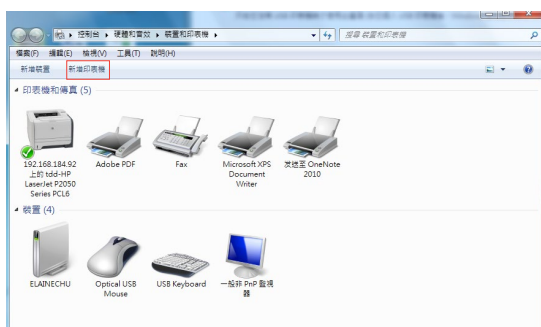 控制台 ▸ 硬體和音效 ▸ 裝置和印表機 ▸
搜尋 裝置和印表機
檔案(F) 編輯(E) 檢視(V) 工具(T) 說明(H)
新增裝置 新增印表機
印表機和傳真 (5)
192.168.184.92
上的 tdd-HP
LaserJet P2050
Series PCL6
Adobe PDF
Fax
Microsoft XPS
Document
Writer
发送至 OneNote
2010
裝置 (4)
ELAINECHU
Optical USB
Mouse
USB Keyboard
一般非 PnP 監視
器